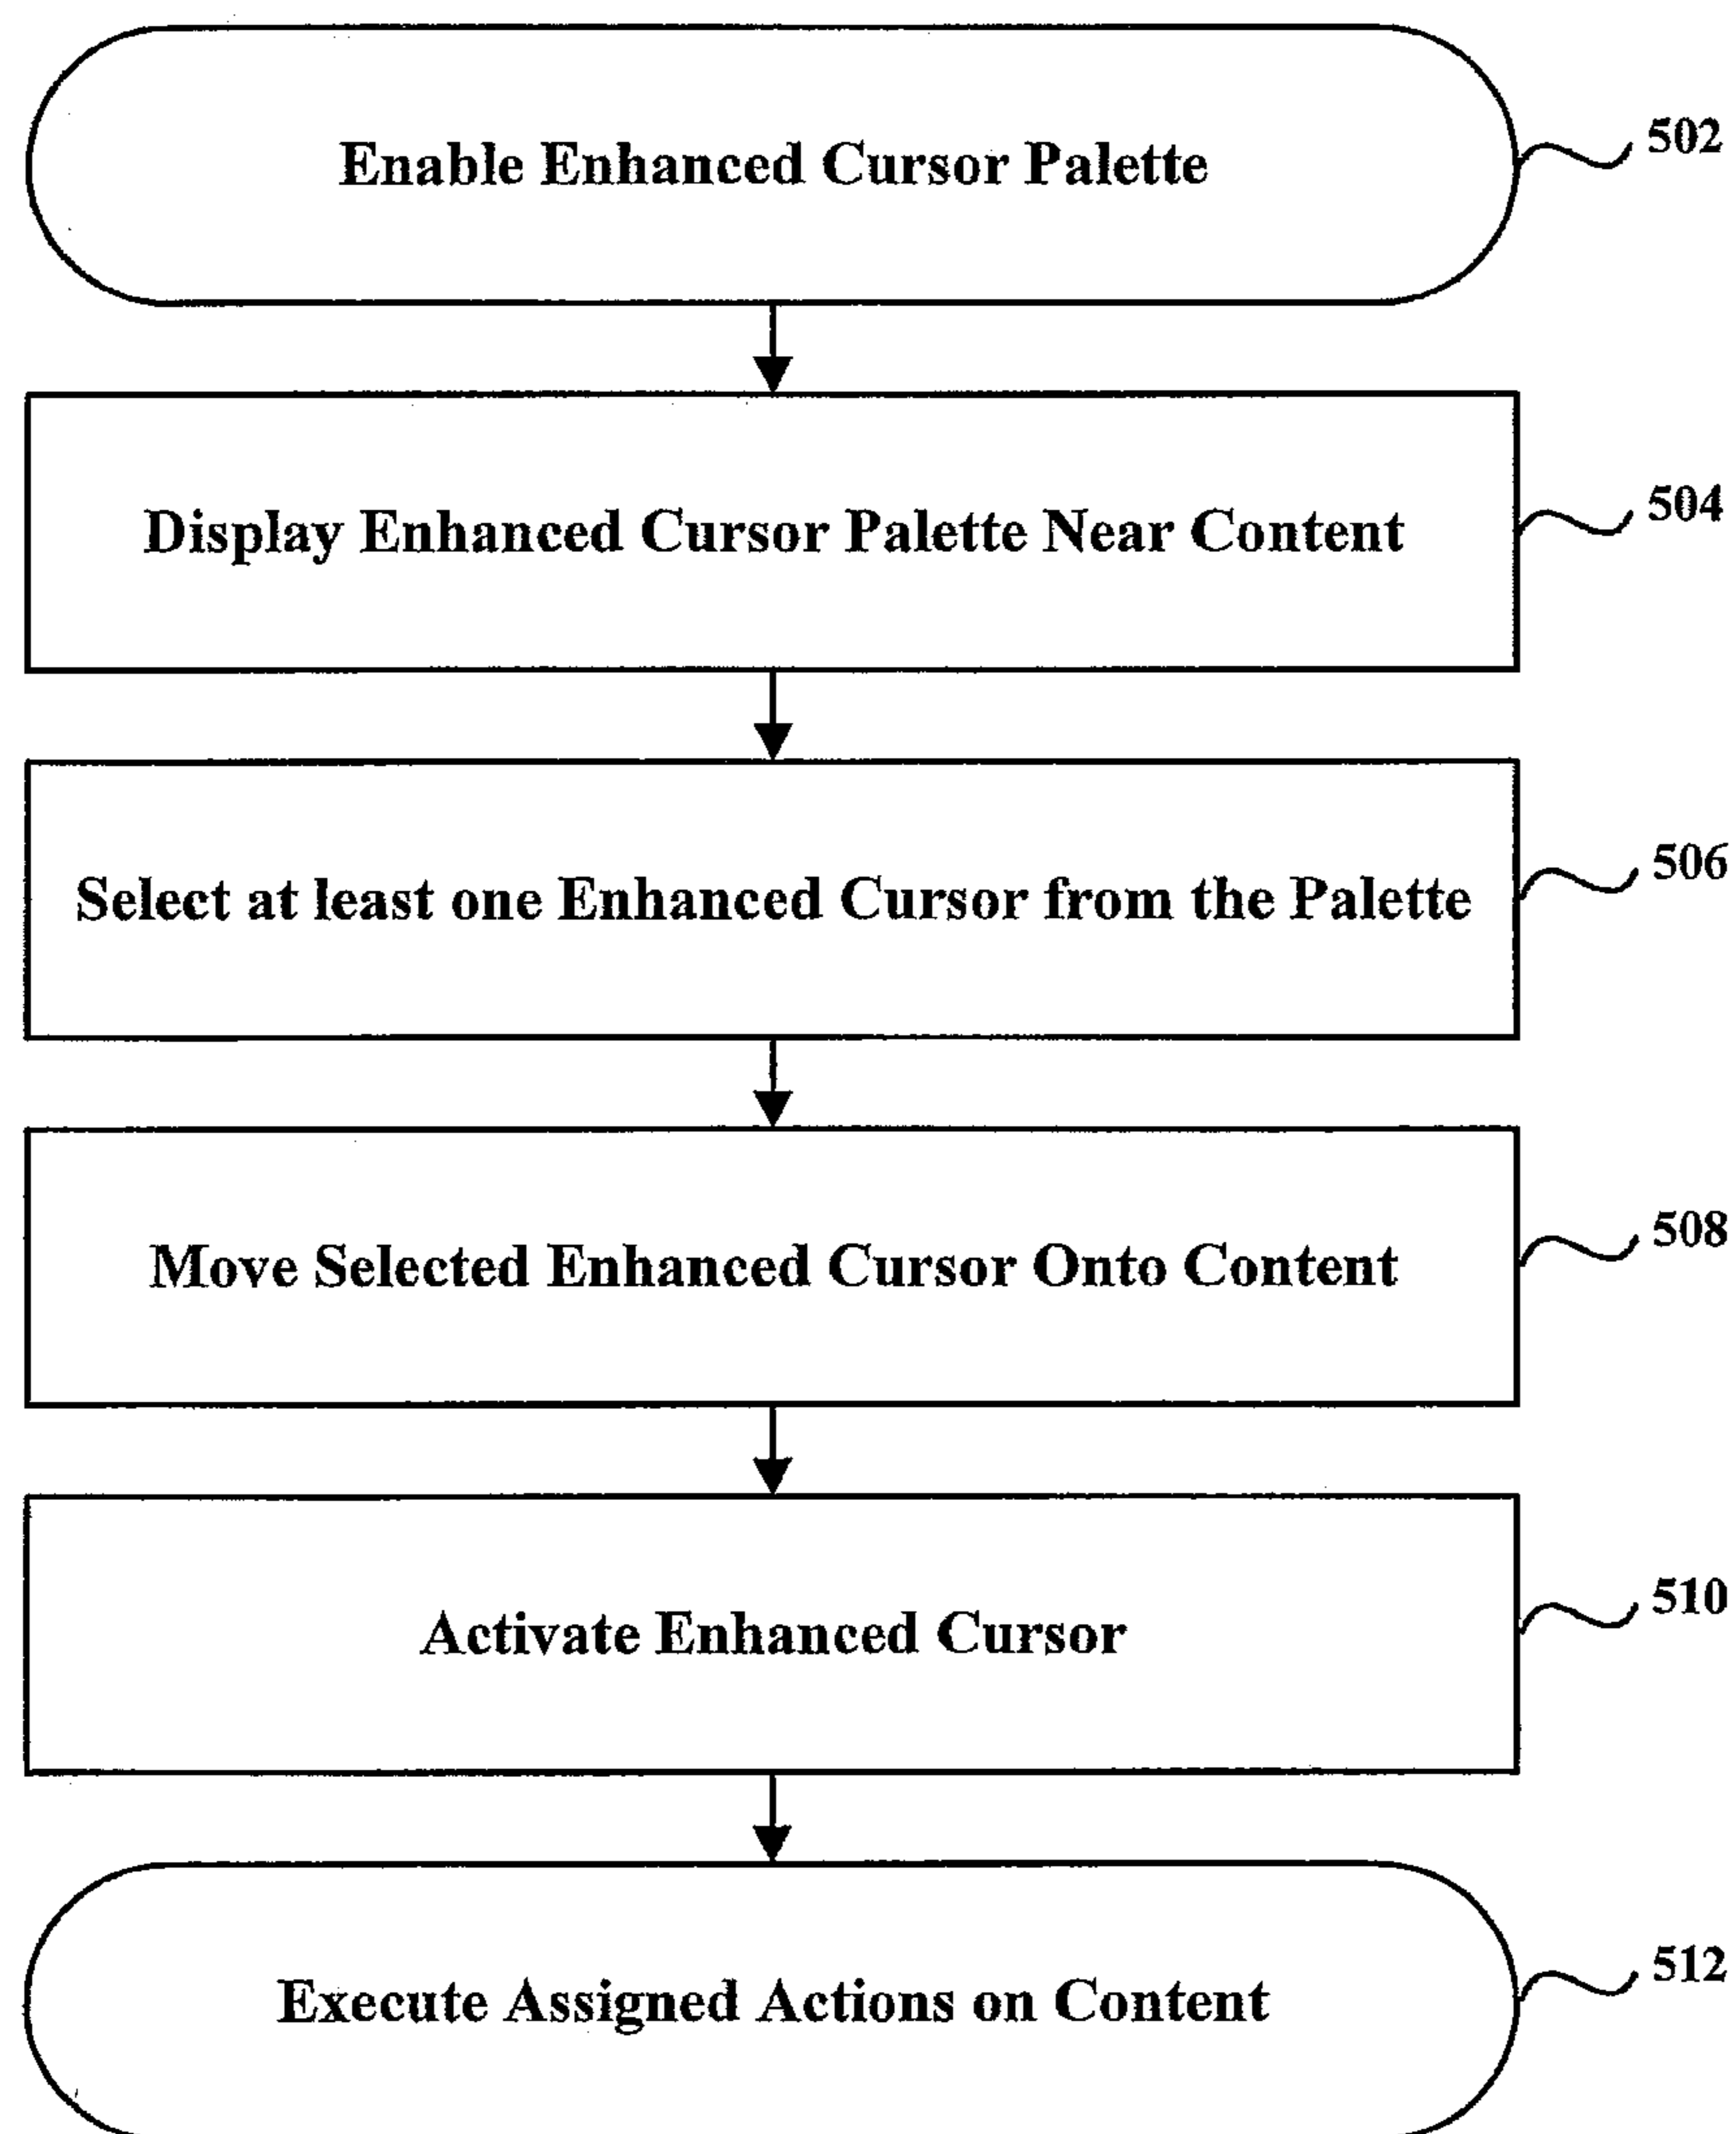 Enable Enhanced Cursor Palette
502
Display Enhanced Cursor Palette Near Content
504
Select at least one Enhanced Cursor from the Palette
506
Move Selected Enhanced Cursor Onto Content
508
Activate Enhanced Cursor
510
Execute Assigned Actions on Content
512